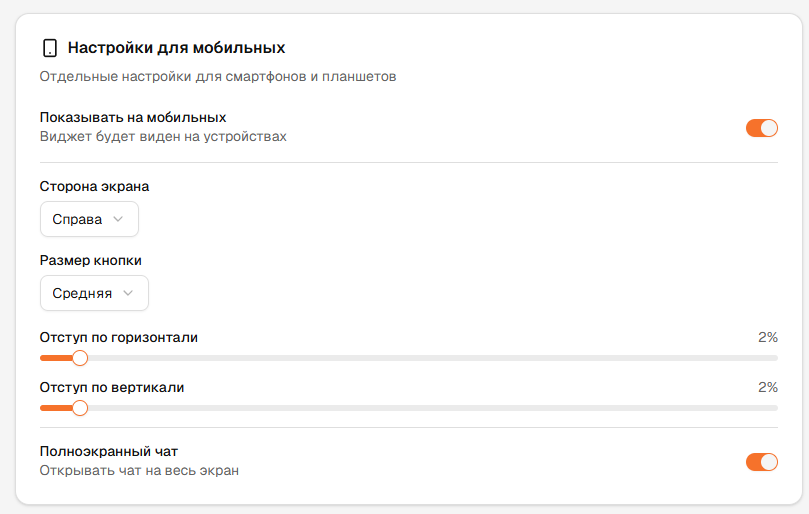 Настройки для мобильных
Отдельные настройки для смартфонов и планшетов
Показывать на мобильных
Виджет будет виден на устройствах
Сторона экрана
Справа
Размер кнопки
Средняя
Отступ по горизонтали 2%
Отступ по вертикали 2%
Полноэкранный чат
Открывать чат на весь экран